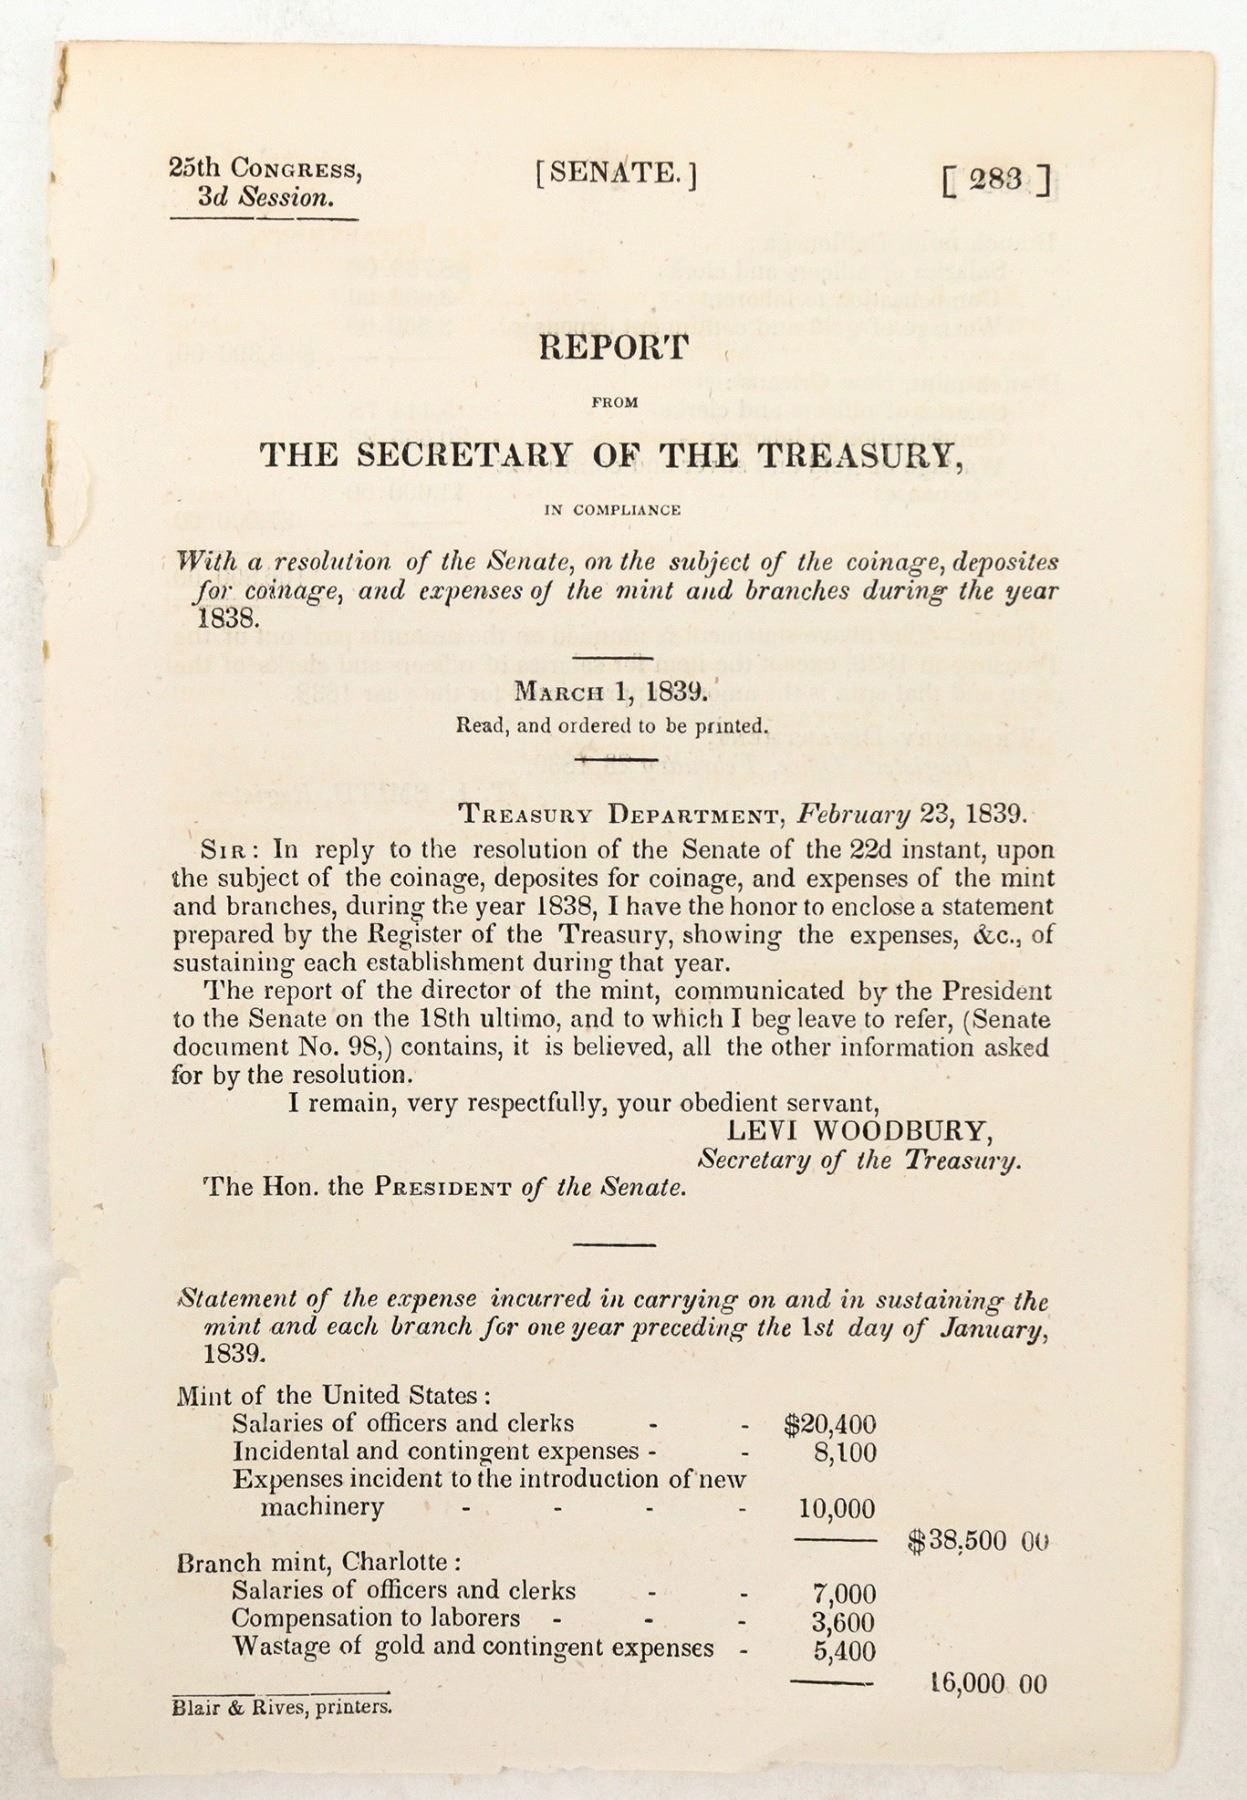 25th CONGRESS,
3d Session.
[SENATE.]
[ 283 ]
REPORT
FROM
THE SECRETARY OF THE TREASURY,
IN COMPLIANCE
With a resolution of the Senate, on the subject of the coinage, deposites
for coinage, and expenses of the mint and branches during the year
1838.
MARCH 1, 1839.
Read, and ordered to be printed.
TREASURY DEPARTMENT, February 23, 1839.
SIR: In reply to the resolution of the Senate of the 22d instant, upon
the subject of the coinage, deposites for coinage, and expenses of the mint
and branches, during the year 1838, I have the honor to enclose a statement
prepared by the Register of the Treasury, showing the expenses, &c., of
sustaining each establishment during that year.
The report of the director of the mint, communicated by the President
to the Senate on the 18th ultimo, and to which I beg leave to refer, (Senate
document No. 98,) contains, it is believed, all the other information asked
for by the resolution.
I remain, very respectfully, your obedient servant,
LEVI WOODBURY,
Secretary of the Treasury.
The Hon. the PRESIDENT of the Senate.
Statement of the expense incurred in carrying on and in sustaining the
mint and each branch for one year preceding the 1st day of January,
1839.
Mint of the United States:
Salaries of officers and clerks - - $20,400
Incidental and contingent expenses - - 8,100
Expenses incident to the introduction of new
machinery - - - - 10,000
$38,500 00
Branch mint, Charlotte:
Salaries of officers and clerks - - 7,000
Compensation to laborers - - - 3,600
Wastage of gold and contingent expenses - 5,400
16,000 00
Blair & Rives, printers.